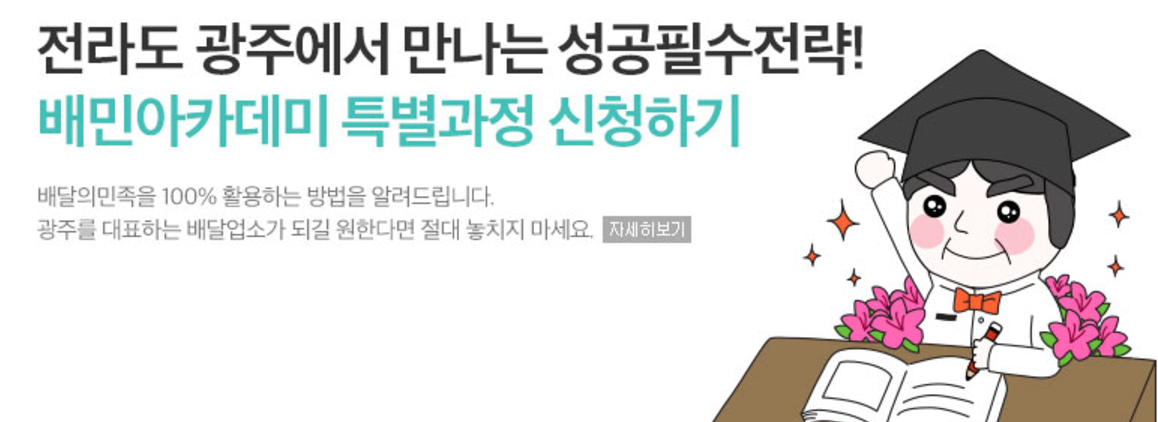 전라도 광주에서 만나는 성공필수전략!
배민아카데미 특별과정 신청하기
배달의민족을 100% 활용하는 방법을 알려드립니다.
광주를 대표하는 배달업소가 되길 원한다면 절대 놓치지 마세요. 자세히보기